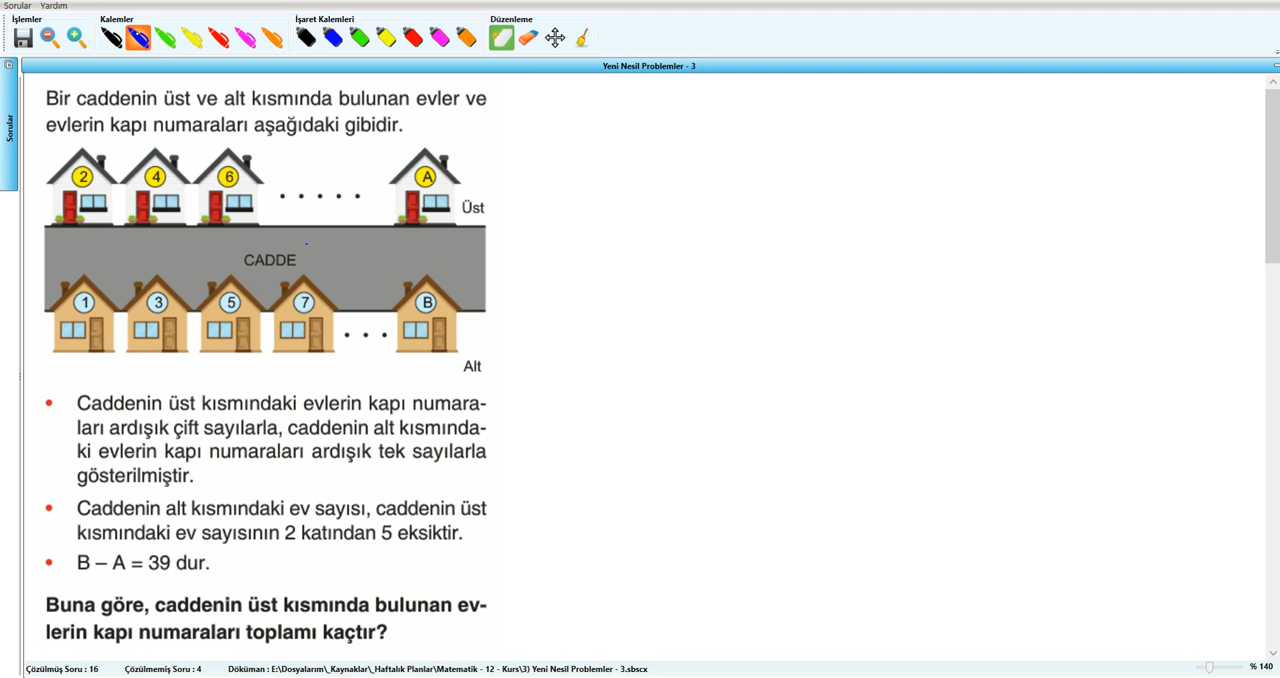 Sorular Yardım
İşlemler Kalemler İşaret Kalemleri Düzenleme
Yeni Nesil Problemler - 3
Sorular
Bir caddenin üst ve alt kısmında bulunan evler ve
evlerin kapı numaraları aşağıdaki gibidir.
2 4 6 . . . . . A
Üst
CADDE
1 3 5 7 . . . B
Alt
• Caddenin üst kısmındaki evlerin kapı numara-
ları ardışık çift sayılarla, caddenin alt kısmında-
ki evlerin kapı numaraları ardışık tek sayılarla
gösterilmiştir.
• Caddenin alt kısmındaki ev sayısı, caddenin üst
kısmındaki ev sayısının 2 katından 5 eksiktir.
• B – A = 39 dur.
Buna göre, caddenin üst kısmında bulunan ev-
lerin kapı numaraları toplamı kaçtır?
Çözülmüş Soru : 16 Çözülmemiş Soru : 4 Döküman : E:\Dosyalarım\_Kaynaklar\_Haftalık Planlar\Matematik - 12 - Kurs\3) Yeni Nesil Problemler - 3.sbscx % 140